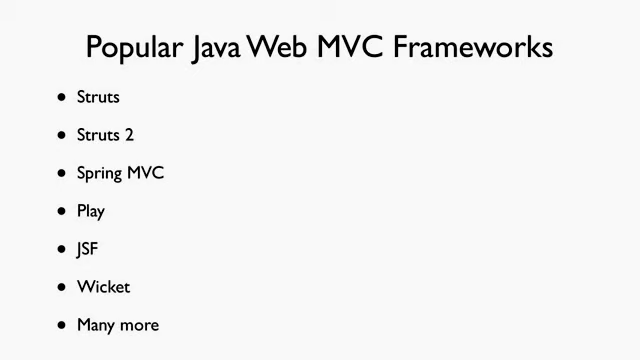 Popular Java Web MVC Frameworks
• Struts
• Struts 2
• Spring MVC
• Play
• JSF
• Wicket
• Many more